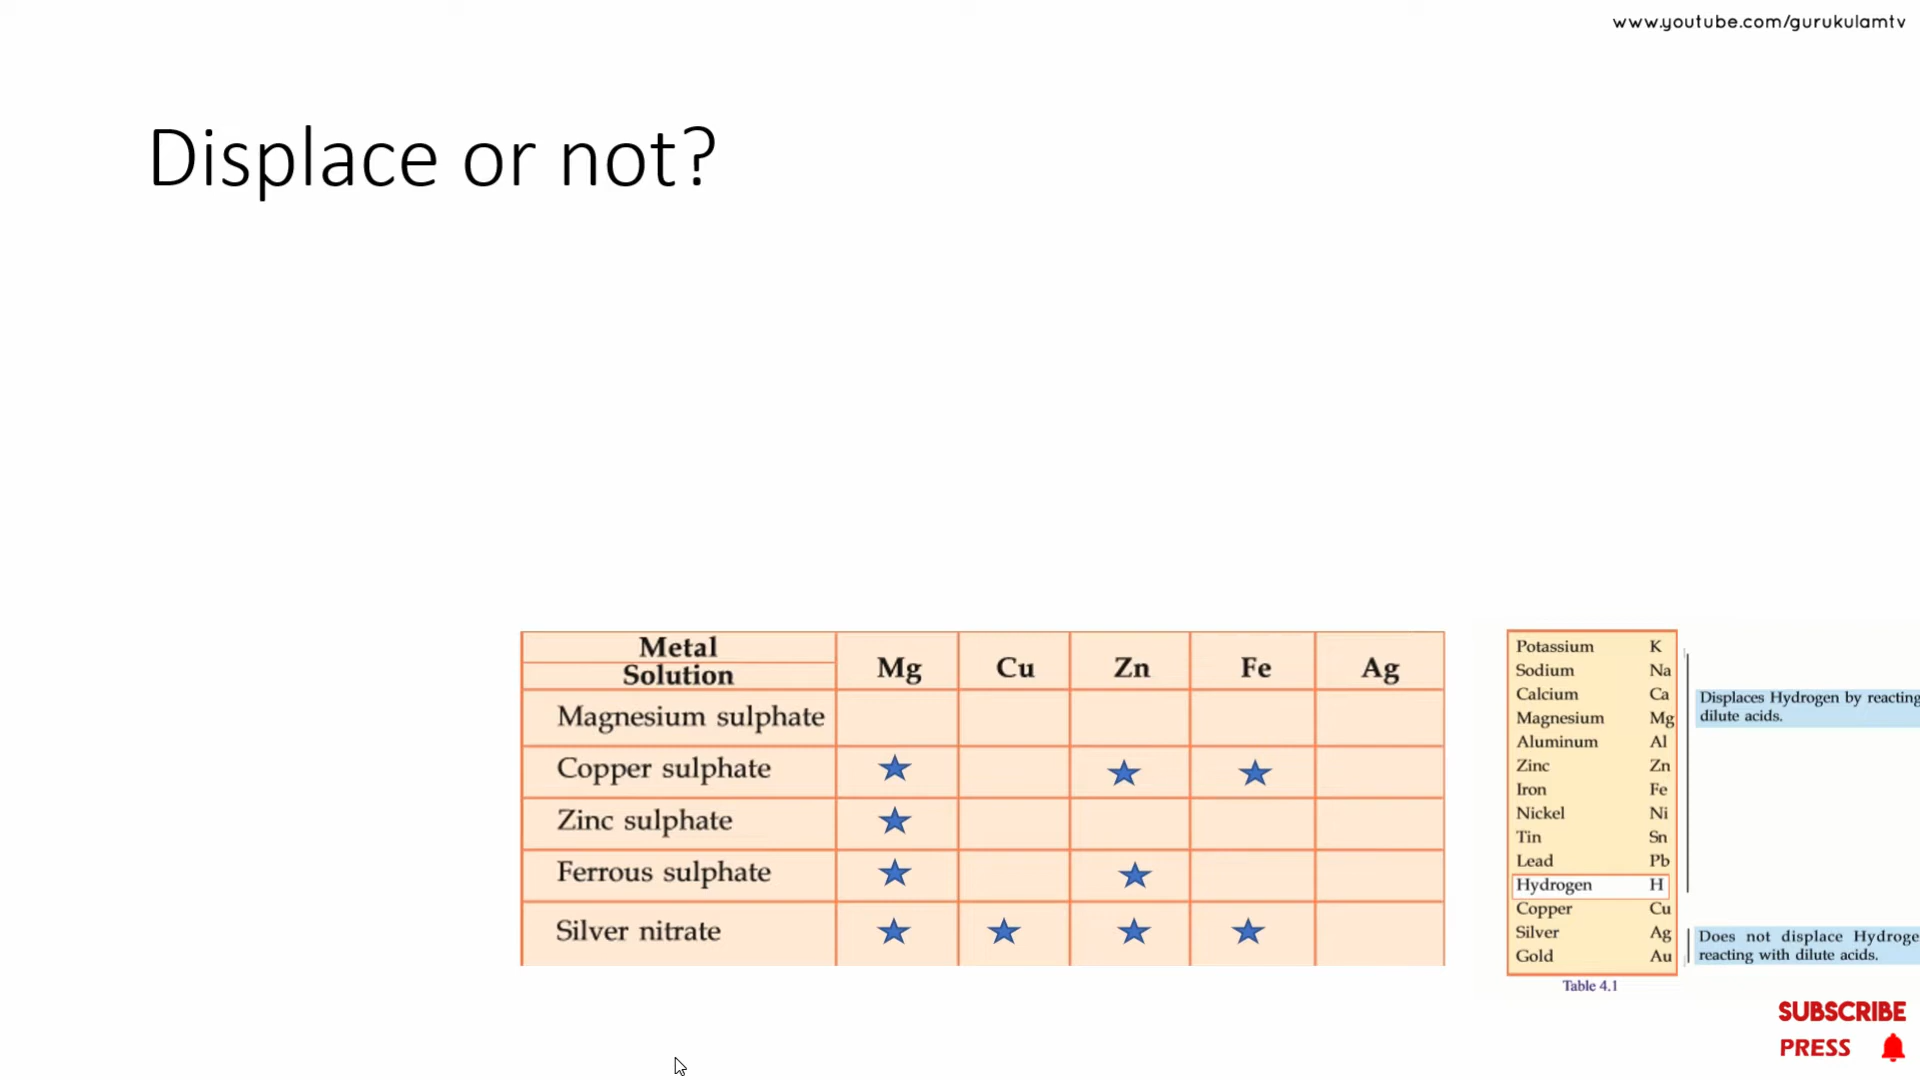 www.youtube.com/gurukulamtv
Displace or not?
Metal
Solution
Mg Cu Zn Fe Ag
Magnesium sulphate
Copper sulphate
Zinc sulphate
Ferrous sulphate
Silver nitrate
Potassium K
Sodium Na
Calcium Ca
Magnesium Mg
Aluminum Al
Zinc Zn
Iron Fe
Nickel Ni
Tin Sn
Lead Pb
Hydrogen H
Copper Cu
Silver Ag
Gold Au
Table 4.1
Displaces Hydrogen by reacting
dilute acids.
Does not displace Hydroge
reacting with dilute acids.
SUBSCRIBE
PRESS